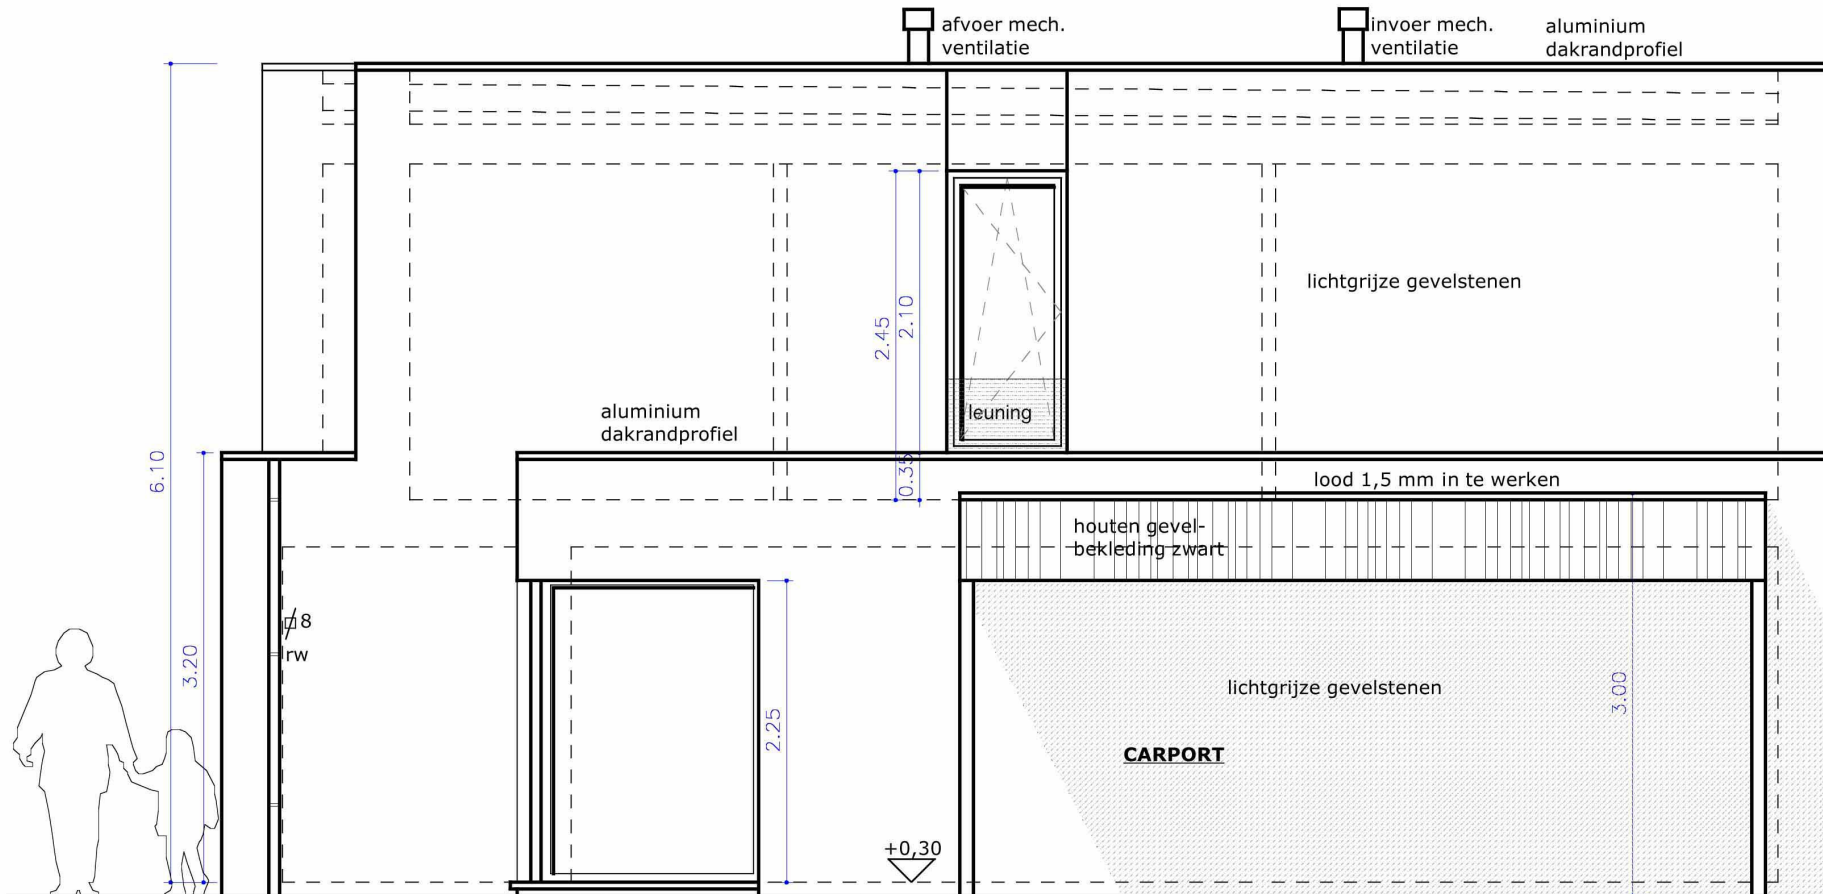 afvoer mech.
ventilatie
invoer mech.
ventilatie
aluminium
dakrandprofiel
lichtgrijze gevelstenen
2.45
2.10
leuning
aluminium
dakrandprofiel
6.10
0.35
lood 1,5 mm in te werken
houten gevel-
bekleding zwart
8
rw
3.20
2.25
lichtgrijze gevelstenen
3.00
CARPORT
+0,30